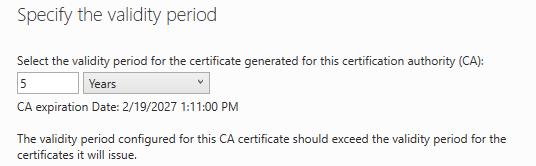 Specify the validity period
Select the validity period for the certificate generated for this certification authority (CA):
5 Years
CA expiration Date: 2/19/2027 1:11:00 PM
The validity period configured for this CA certificate should exceed the validity period for the
certificates it will issue.